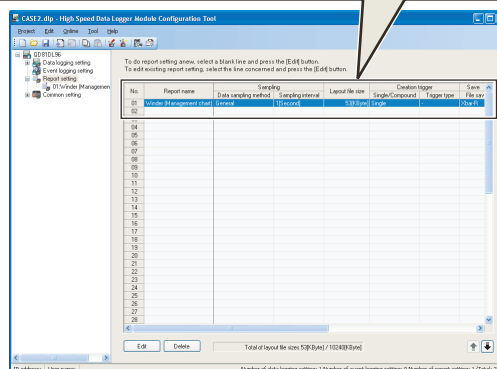 CASE2.dlp - High Speed Data Logger Module Configuration Tool
Project Edit Online Tool Help
QD81DL96
Data logging setting
Event logging setting
Report setting
01:Winder (Managemen
Common setting
To do report setting anew, select a blank line and press the [Edit] button.
To edit existing report setting, select the line concerned and press the [Edit] button.
No. Report name Sampling Layout file size Creation trigger Save
Data sampling method Sampling interval Single/Compound Trigger type File sav
01 Winder (Management chart) General 1[Second] 53[KByte] Single - Xbar-R
02
04
05
06
07
08
09
10
11
12
13
14
15
16
17
18
19
20
21
22
23
24
25
26
27
28
Edit Delete Total of layout file sizes 53[KByte] / 10240[KByte]